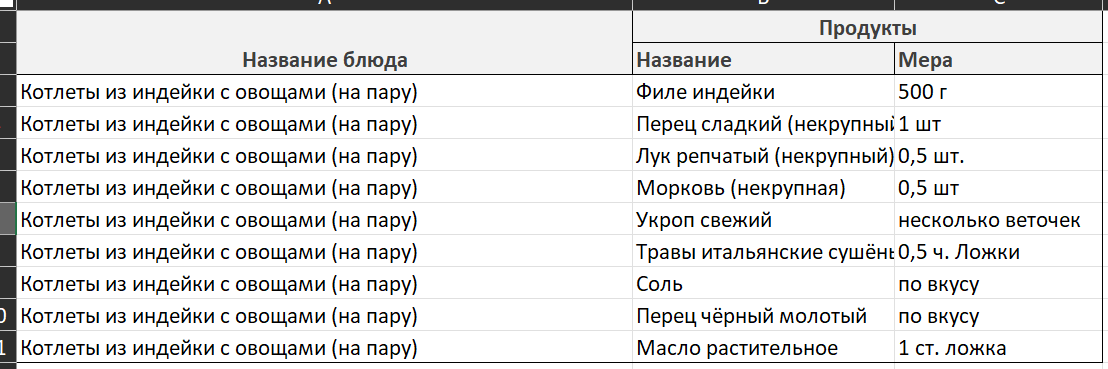 Продукты
Название блюда Название Мера
Котлеты из индейки с овощами (на пару) Филе индейки 500 г
Котлеты из индейки с овощами (на пару) Перец сладкий 1 шт
Котлеты из индейки с овощами (на пару) Лук репчатый (некрупный) 0,5 шт.
Котлеты из индейки с овощами (на пару) Морковь (некрупная) 0,5 шт
Котлеты из индейки с овощами (на пару) Укроп свежий несколько веточек
Котлеты из индейки с овощами (на пару) Травы итальянские 0,5 ч. Ложки
Котлеты из индейки с овощами (на пару) Соль по вкусу
Котлеты из индейки с овощами (на пару) Перец чёрный молотый по вкусу
Котлеты из индейки с овощами (на пару) Масло растительное 1 ст. ложка